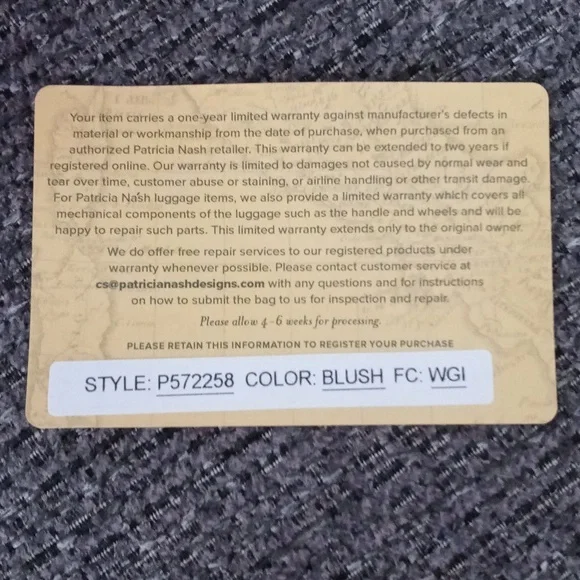 Your item carries a one-year limited warranty against manufacturer's defects in
material or workmanship from the date of purchase, when purchased from an
authorized Patricia Nash retailer. This warranty can be extended to two years if
registered online. Our warranty is limited to damages not caused by normal wear and
tear over time, customer abuse or staining, or airline handling or other transit damage.
For Patricia Nash luggage items, we also provide a limited warranty which covers all
mechanical components of the luggage such as the handle and wheels and will be
happy to repair such parts. This limited warranty extends only to the original owner.
We do offer free repair services to our registered products under
warranty whenever possible. Please contact customer service at
cs@patricianashdesigns.com with any questions and for instructions
on how to submit the bag to us for inspection and repair.
Please allow 4-6 weeks for processing.
PLEASE RETAIN THIS INFORMATION TO REGISTER YOUR PURCHASE
STYLE: P572258 COLOR: BLUSH FC: WGI